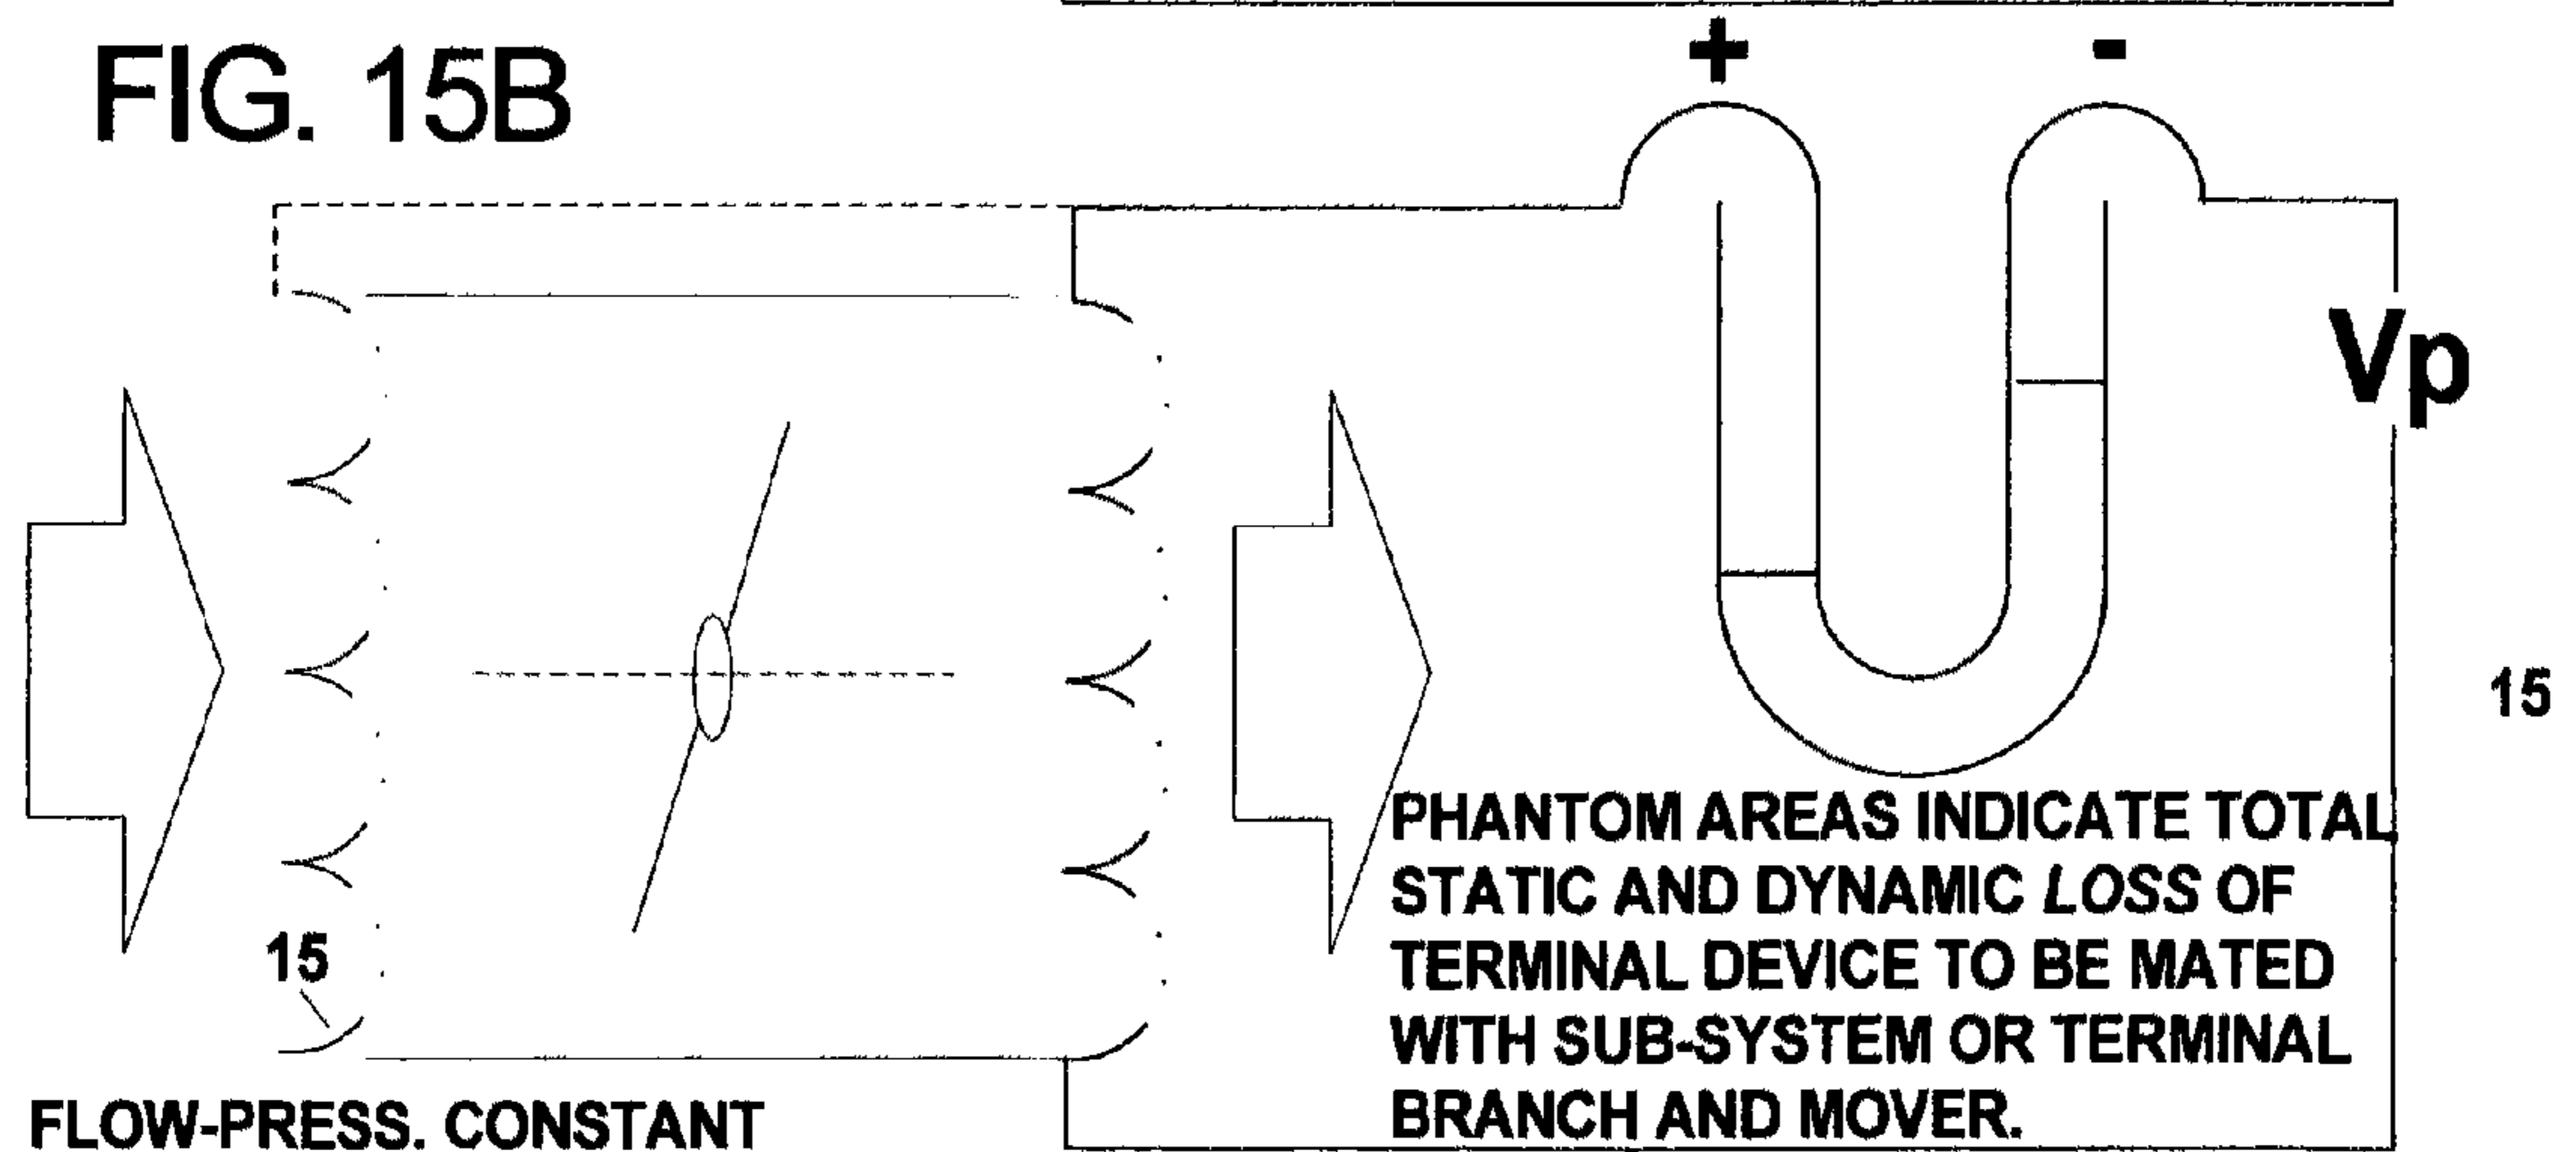 FIG. 15B
+ -
Vp
15
15
PHANTOM AREAS INDICATE TOTAL
STATIC AND DYNAMIC LOSS OF
TERMINAL DEVICE TO BE MATED
WITH SUB-SYSTEM OR TERMINAL
BRANCH AND MOVER.
FLOW-PRESS. CONSTANT